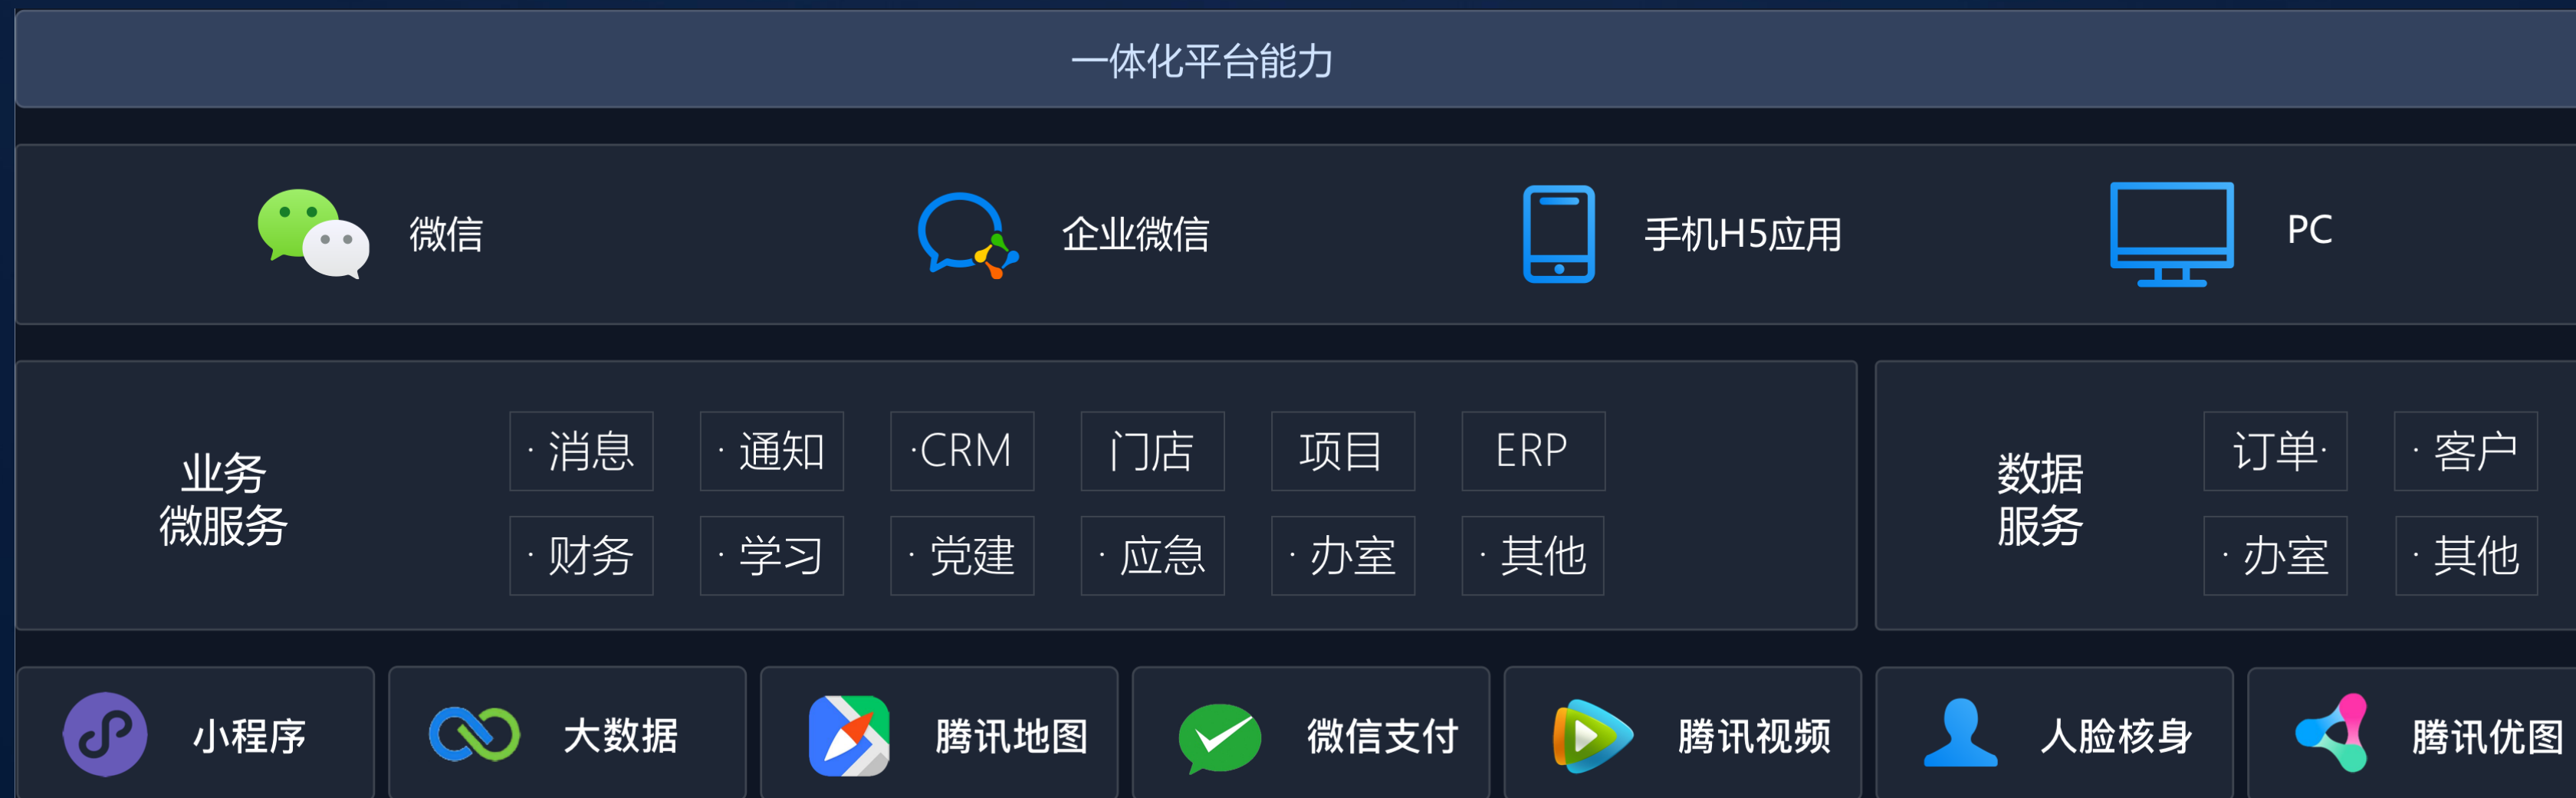 一体化平台能力
微信
企业微信
手机H5应用
PC
业务
微服务
· 消息
· 通知
·CRM
门店
项目
ERP
· 财务
· 学习
· 党建
· 应急
· 办室
· 其他
数据
服务
订单·
· 客户
· 办室
· 其他
小程序
大数据
腾讯地图
微信支付
腾讯视频
人脸核身
腾讯优图